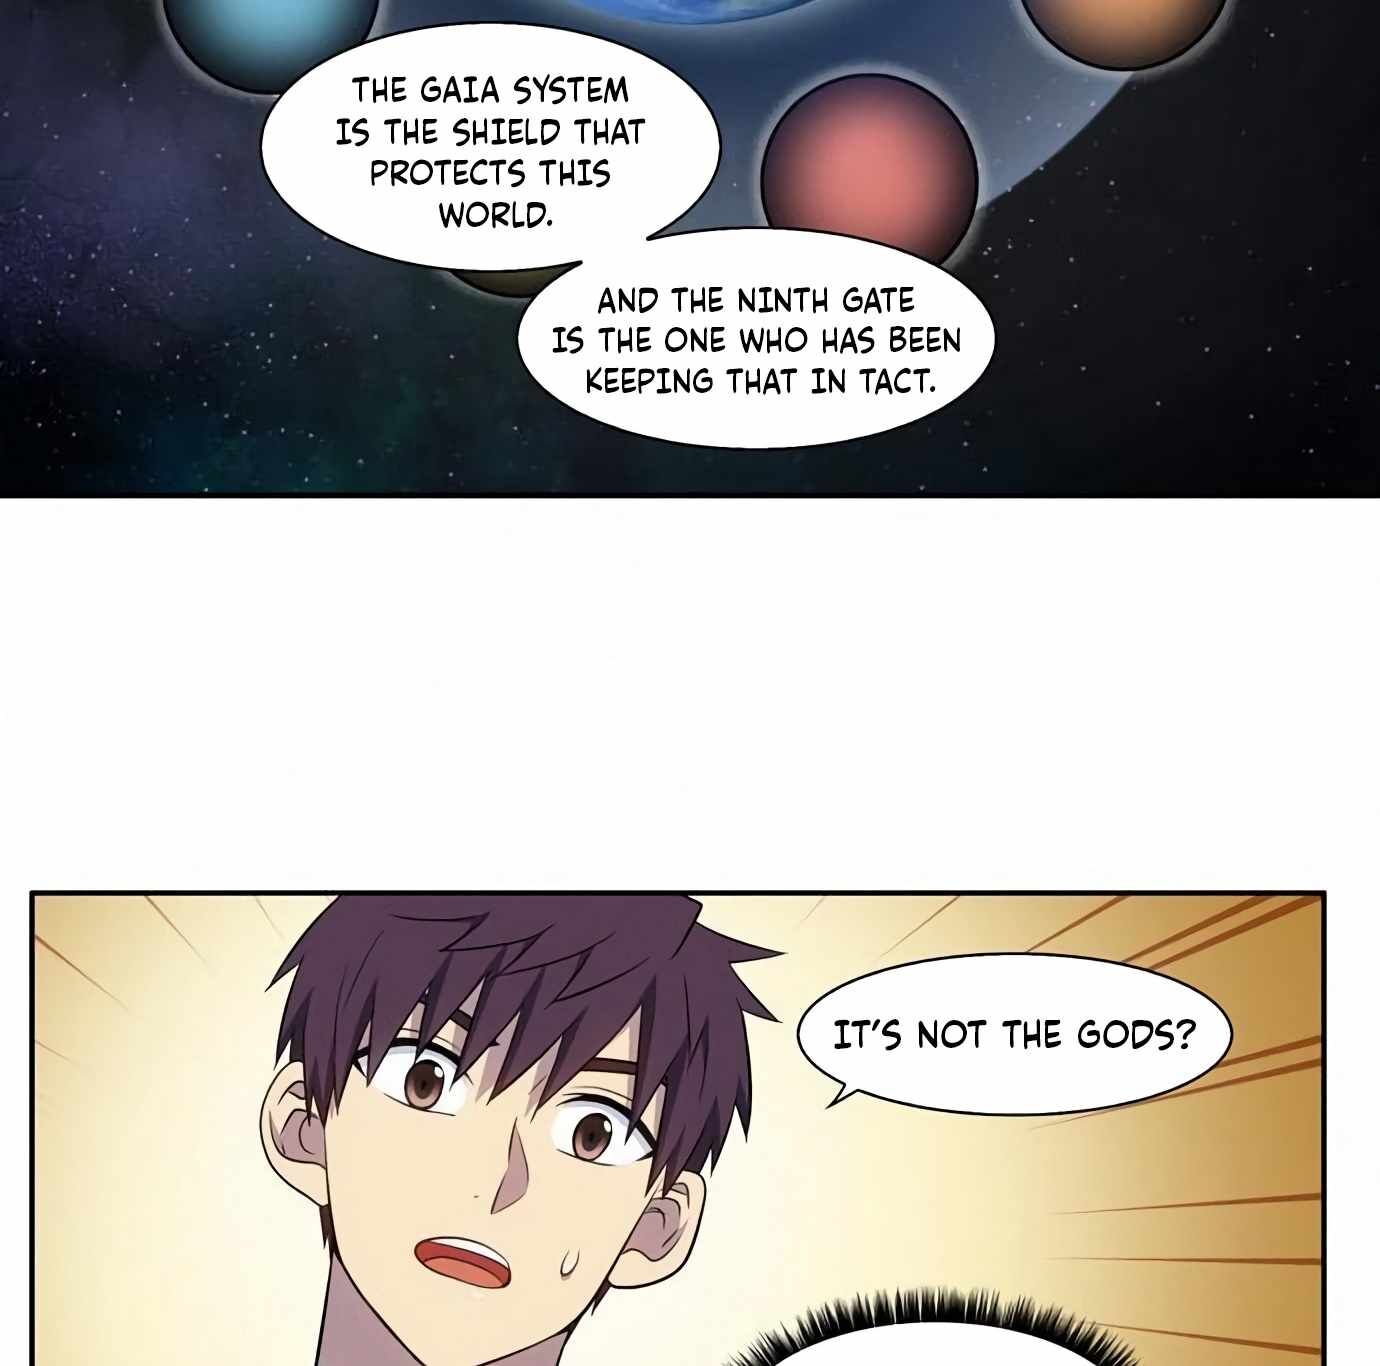 THE GAIA SYSTEM
IS THE SHIELD THAT
PROTECTS THIS
WORLD.
AND THE NINTH GATE
IS THE ONE WHO HAS BEEN
KEEPING THAT IN TACT.
IT'S NOT THE GODS?